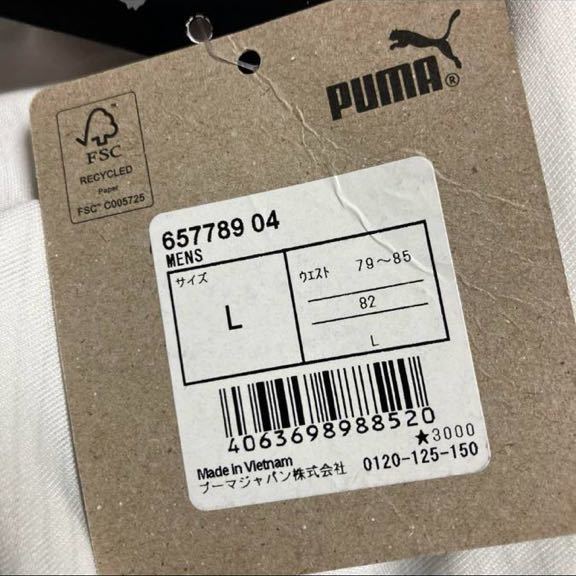 PUMA®
FSC
RECYCLED
Paper
FSC™ C005725
657789 04
MENS
サイズ
L
ウエスト 79～85
82
L
4063698988520
★3000
Made in Vietnam
プーマジャパン株式会社
0120-125-150